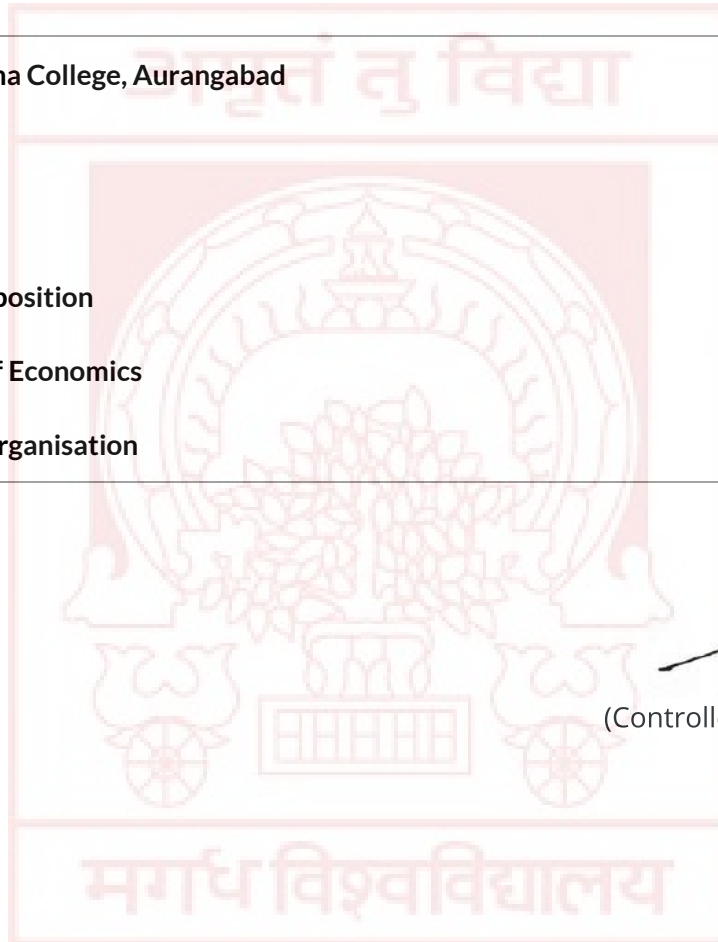 अमृतं तु विद्या
na College, Aurangabad
position
f Economics
rganisation
(Controll
मगध विश्वविद्यालय